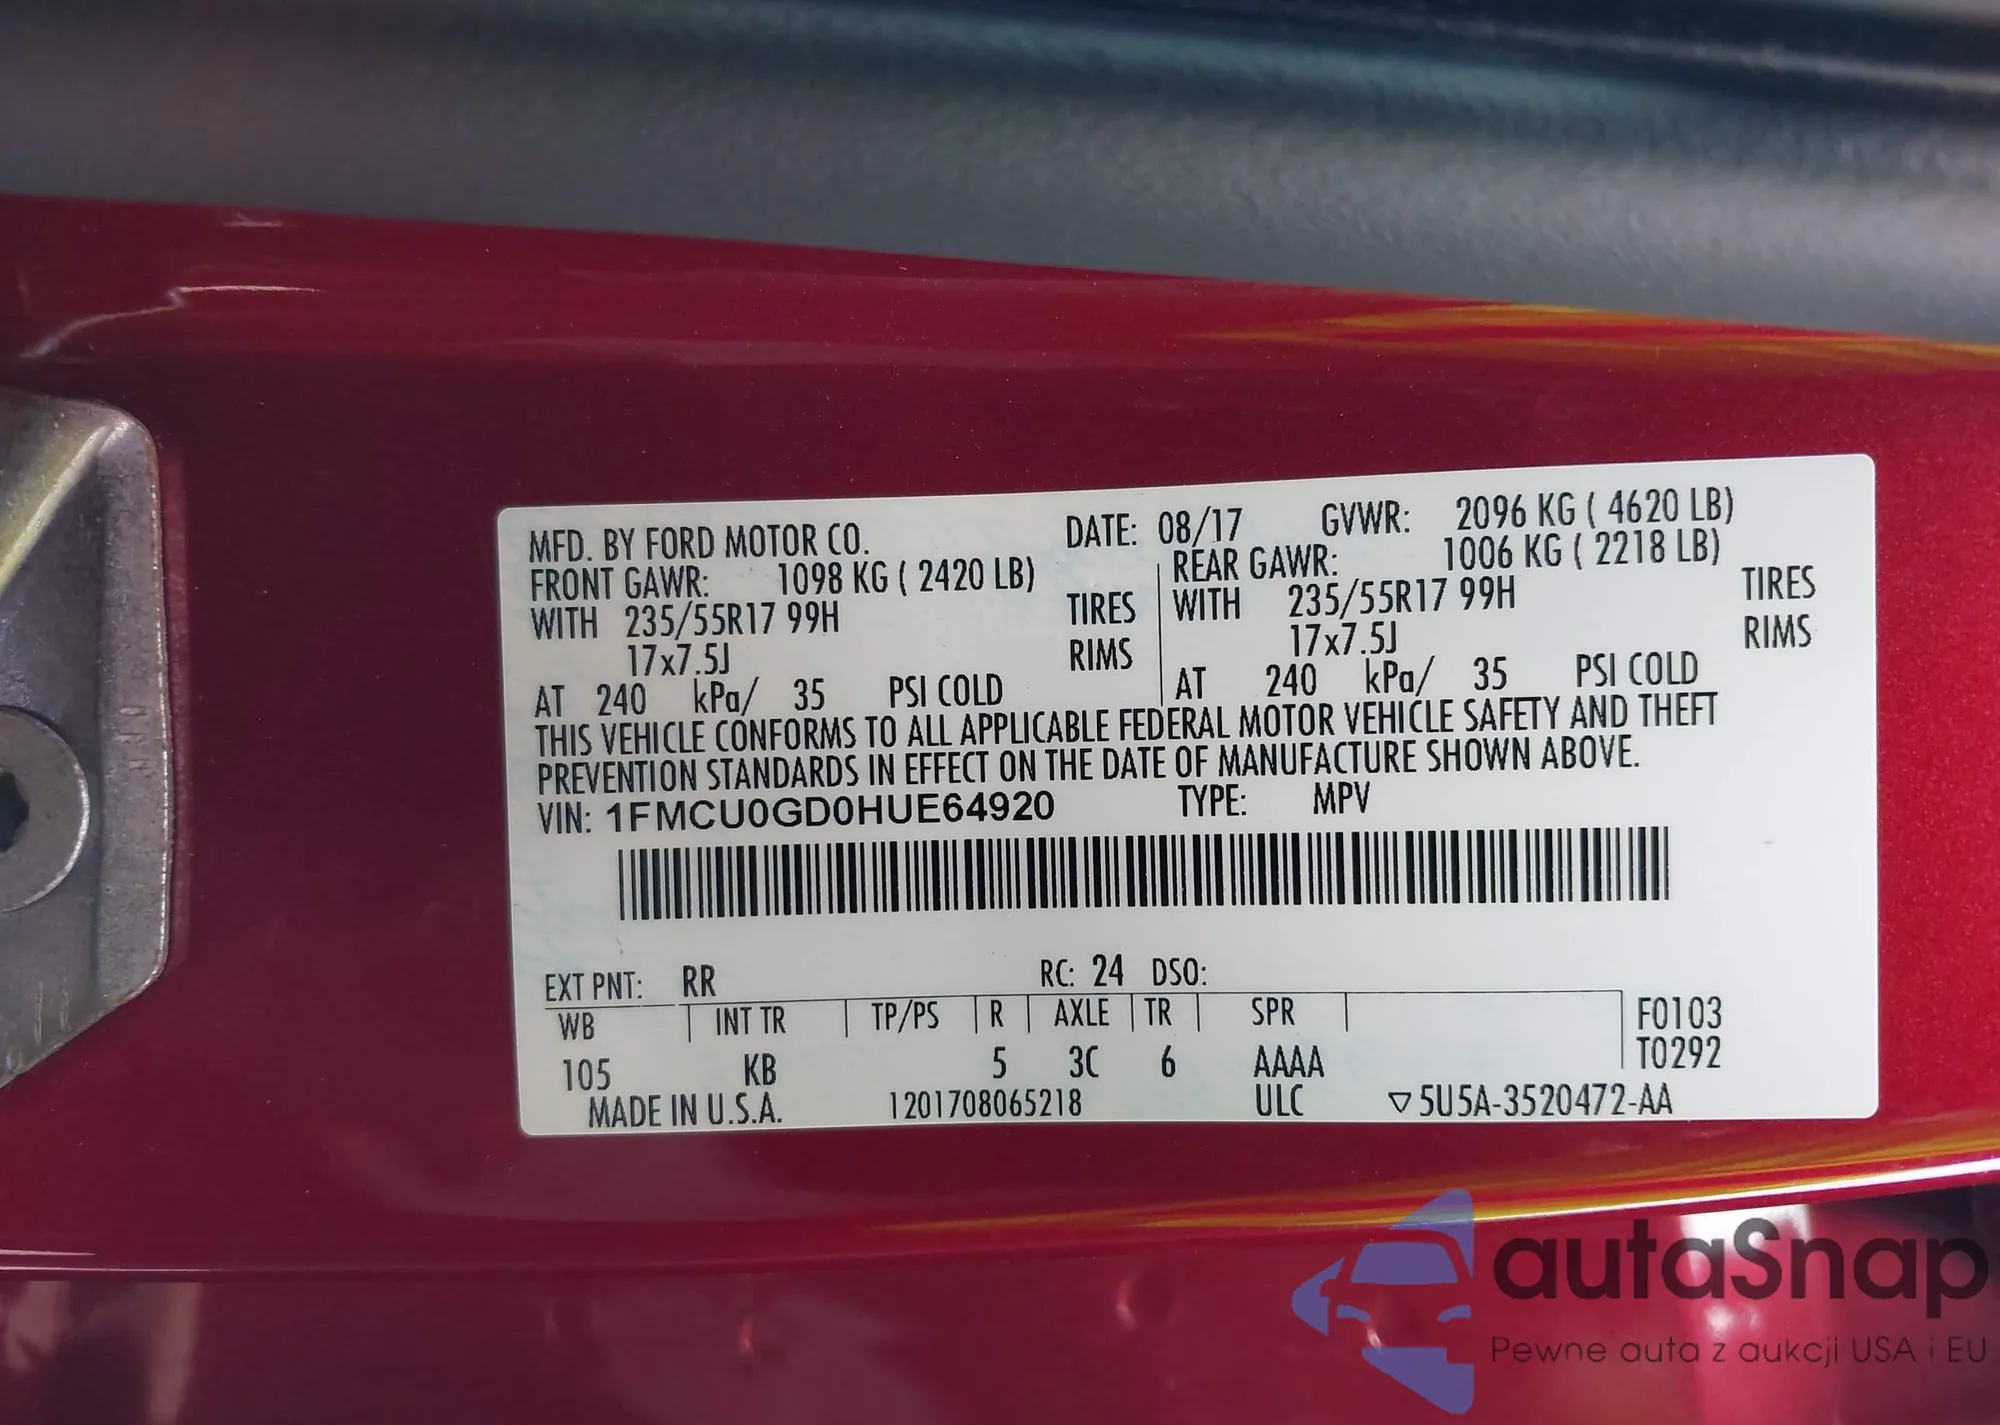 MFD. BY FORD MOTOR CO. DATE: 08/17 GVWR: 2096 KG ( 4620 LB)
FRONT GAWR: 1098 KG ( 2420 LB) REAR GAWR: 1006 KG ( 2218 LB)
WITH 235/55R17 99H TIRES WITH 235/55R17 99H TIRES
17x7.5J RIMS 17x7.5J RIMS
AT 240 kPa/ 35 PSI COLD AT 240 kPa/ 35 PSI COLD
THIS VEHICLE CONFORMS TO ALL APPLICABLE FEDERAL MOTOR VEHICLE SAFETY AND THEFT
PREVENTION STANDARDS IN EFFECT ON THE DATE OF MANUFACTURE SHOWN ABOVE.
VIN: 1FMCU0GD0HUE64920 TYPE: MPV
EXT PNT: RR RC: 24 DSO:
WB INT TR TP/PS R AXLE TR SPR F0103
105 KB 5 3C 6 AAAA T0292
MADE IN U.S.A. 1201708065218 ULC ▽5U5A-3520472-AA
autaSnap
Pewne auta z aukcji USA i EU